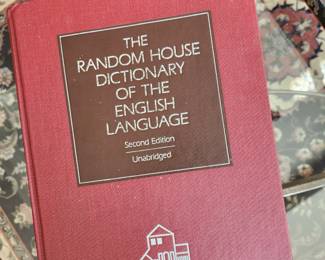 THE
RANDOM HOUSE
DICTIONARY
OF THE
ENGLISH
LANGUAGE
Second Edition
Unabridged